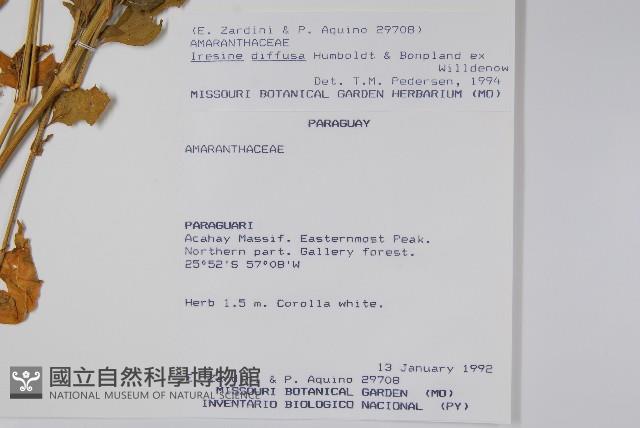 (E. Zardini & P. Aquino 29708)
AMARANTHACEAE
Iresine diffusa Humboldt & Bonpland ex
Willdenow
Det. T.M. Pedersen, 1994
MISSOURI BOTANICAL GARDEN HERBARIUM (MO)
PARAGUAY
AMARANTHACEAE
PARAGUARI
Acahay Massif. Easternmost Peak.
Northern part. Gallery forest.
25°52'S 57°08'W
Herb 1.5 m. Corolla white.
13 January 1992
& P. Aquino 29708
MISSOURI BOTANICAL GARDEN (MO)
INVENTARIO BIOLOGICO NACIONAL (PY)
國立自然科學博物館
NATIONAL MUSEUM OF NATURAL SCIENCE